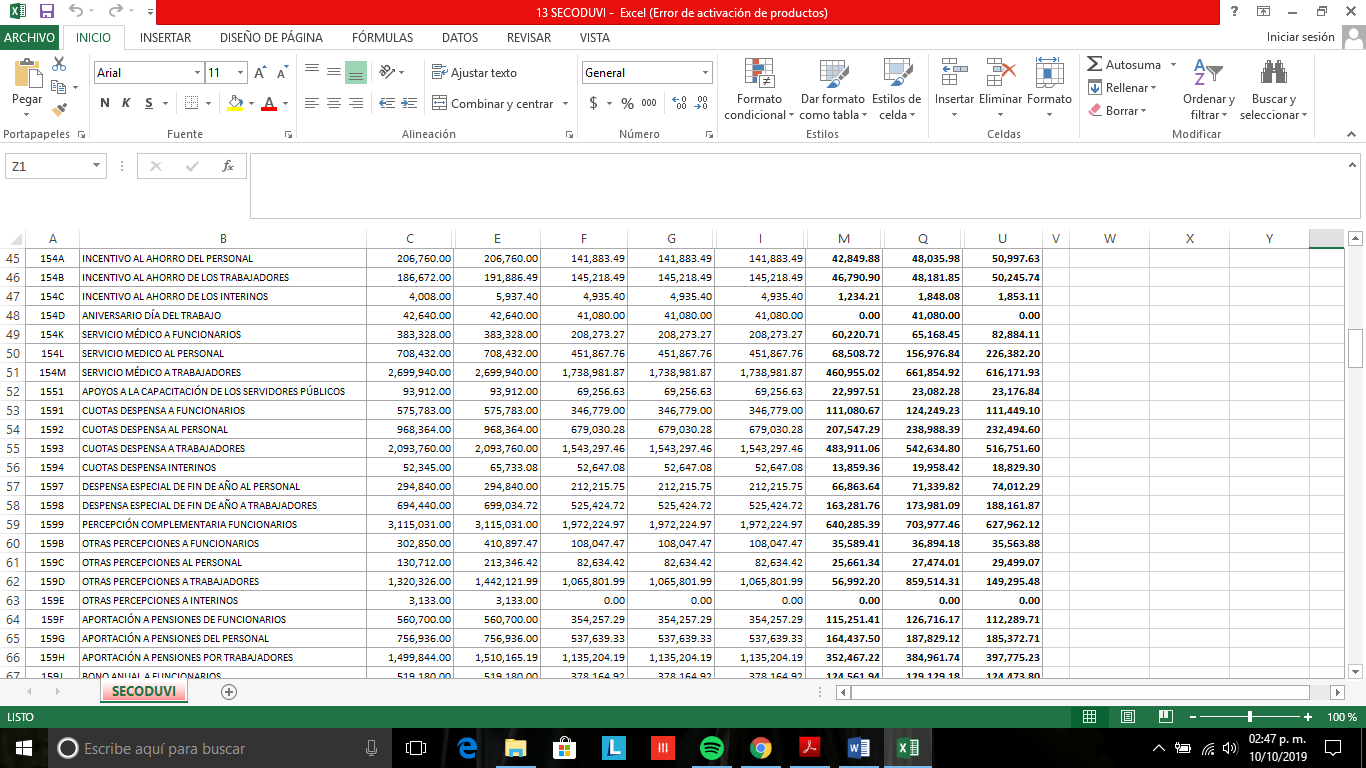 13 SECODUVI - Excel (Error de activación de productos)
ARCHIVO INICIO INSERTAR DISEÑO DE PÁGINA FÓRMULAS DATOS REVISAR VISTA Iniciar sesión
Arial 11 Ajustar texto General Autosuma
Pegar N K S Combinar y centrar $ % 000 Formato condicional Dar formato como tabla Estilos de celda Insertar Eliminar Formato Rellenar Borrar Ordenar y filtrar Buscar y seleccionar
Portapapeles Fuente Alineación Número Estilos Celdas Modificar
Z1 fx
A B C E F G I M Q U V W X Y
45 154A INCENTIVO AL AHORRO DEL PERSONAL 206,760.00 206,760.00 141,883.49 141,883.49 141,883.49 42,849.88 48,035.98 50,997.63
46 154B INCENTIVO AL AHORRO DE LOS TRABAJADORES 186,672.00 191,886.49 145,218.49 145,218.49 145,218.49 46,790.90 48,181.85 50,245.74
47 154C INCENTIVO AL AHORRO DE LOS INTERINOS 4,008.00 5,937.40 4,935.40 4,935.40 4,935.40 1,234.21 1,848.08 1,853.11
48 154D ANIVERSARIO DÍA DEL TRABAJO 42,640.00 42,640.00 41,080.00 41,080.00 41,080.00 0.00 41,080.00 0.00
49 154K SERVICIO MÉDICO A FUNCIONARIOS 383,328.00 383,328.00 208,273.27 208,273.27 208,273.27 60,220.71 65,168.45 82,884.11
50 154L SERVICIO MEDICO AL PERSONAL 708,432.00 708,432.00 451,867.76 451,867.76 451,867.76 68,508.72 156,976.84 226,382.20
51 154M SERVICIO MÉDICO A TRABAJADORES 2,699,940.00 2,699,940.00 1,738,981.87 1,738,981.87 1,738,981.87 460,955.02 661,854.92 616,171.93
52 1551 APOYOS A LA CAPACITACIÓN DE LOS SERVIDORES PÚBLICOS 93,912.00 93,912.00 69,256.63 69,256.63 69,256.63 22,997.51 23,082.28 23,176.84
53 1591 CUOTAS DESPENSA A FUNCIONARIOS 575,783.00 575,783.00 346,779.00 346,779.00 346,779.00 111,080.67 124,249.23 111,449.10
54 1592 CUOTAS DESPENSA AL PERSONAL 968,364.00 968,364.00 679,030.28 679,030.28 679,030.28 207,547.29 238,988.39 232,494.60
55 1593 CUOTAS DESPENSA A TRABAJADORES 2,093,760.00 2,093,760.00 1,543,297.46 1,543,297.46 1,543,297.46 483,911.06 542,634.80 516,751.60
56 1594 CUOTAS DESPENSA INTERINOS 52,345.00 65,733.08 52,647.08 52,647.08 52,647.08 13,859.36 19,958.42 18,829.30
57 1597 DESPENSA ESPECIAL DE FIN DE AÑO AL PERSONAL 294,840.00 294,840.00 212,215.75 212,215.75 212,215.75 66,863.64 71,339.82 74,012.29
58 1598 DESPENSA ESPECIAL DE FIN DE AÑO A TRABAJADORES 694,440.00 699,034.72 525,424.72 525,424.72 525,424.72 163,281.76 173,981.09 188,161.87
59 1599 PERCEPCIÓN COMPLEMENTARIA FUNCIONARIOS 3,115,031.00 3,115,031.00 1,972,224.97 1,972,224.97 1,972,224.97 640,285.39 703,977.46 627,962.12
60 159B OTRAS PERCEPCIONES A FUNCIONARIOS 302,850.00 410,897.47 108,047.47 108,047.47 108,047.47 35,589.41 36,894.18 35,563.88
61 159C OTRAS PERCEPCIONES AL PERSONAL 130,712.00 213,346.42 82,634.42 82,634.42 82,634.42 25,661.34 27,474.01 29,499.07
62 159D OTRAS PERCEPCIONES A TRABAJADORES 1,320,326.00 1,442,121.99 1,065,801.99 1,065,801.99 1,065,801.99 56,992.20 859,514.31 149,295.48
63 159E OTRAS PERCEPCIONES A INTERINOS 3,133.00 3,133.00 0.00 0.00 0.00 0.00 0.00 0.00
64 159F APORTACIÓN A PENSIONES DE FUNCIONARIOS 560,700.00 560,700.00 354,257.29 354,257.29 354,257.29 115,251.41 126,716.17 112,289.71
65 159G APORTACIÓN A PENSIONES DEL PERSONAL 756,936.00 756,936.00 537,639.33 537,639.33 537,639.33 164,437.50 187,829.12 185,372.71
66 159H APORTACIÓN A PENSIONES POR TRABAJADORES 1,499,844.00 1,510,165.19 1,135,204.19 1,135,204.19 1,135,204.19 352,467.22 384,961.74 397,775.23
67 BONO ANUAL A FUNCIONARIOS 519,180.00 519,180.00 378,164.92 378,164.92 378,164.92 124,561.94 129,129.18 124,473.80
SECODUVI
LISTO 100 %
Escribe aquí para buscar
02:47 p. m.
10/10/2019